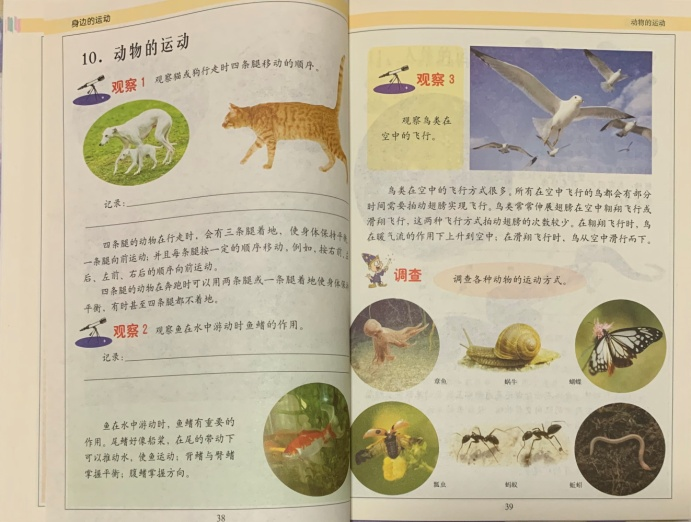 身边的运动
10. 动物的运动
观察1 观察猫或狗行走时四条腿移动的顺序。
记录:
四条腿的动物在行走时，会有三条腿着地，使身体保持平
一条腿向前运动，并且每条腿按一定的顺序移动。例如，按右前、
后、左前、右后的顺序向前运动。
四条腿的动物在奔跑时可以用两条腿或一条腿着地使身体保
平衡，有时甚至四条腿都不着地。
观察2 观察鱼在水中游动时鱼鳍的作用。
记录:
鱼在水中游动时，鱼鳍有重要的
作用。尾鳍好像船桨，在尾的带动下
可以推动水，使鱼运动；背鳍与臀鳍
掌握平衡；腹鳍掌握方向。
38
动物的运动
观察3
观察鸟类在
空中的飞行。
鸟类在空中的飞行方式很多。所有在空中飞行的鸟都会有部分
时间需要拍动翅膀实现飞行。鸟类常常伸展翅膀在空中翱翔飞行或
滑翔飞行，这两种飞行方式拍动翅膀的次数较少。在翱翔飞行时，鸟
在暖气流的作用下上升到空中；在滑翔飞行时，鸟从空中滑行而下。
调查 调查各种动物的运动方式。
章鱼 蜗牛 蝴蝶
瓢虫 蚂蚁 蚯蚓
39